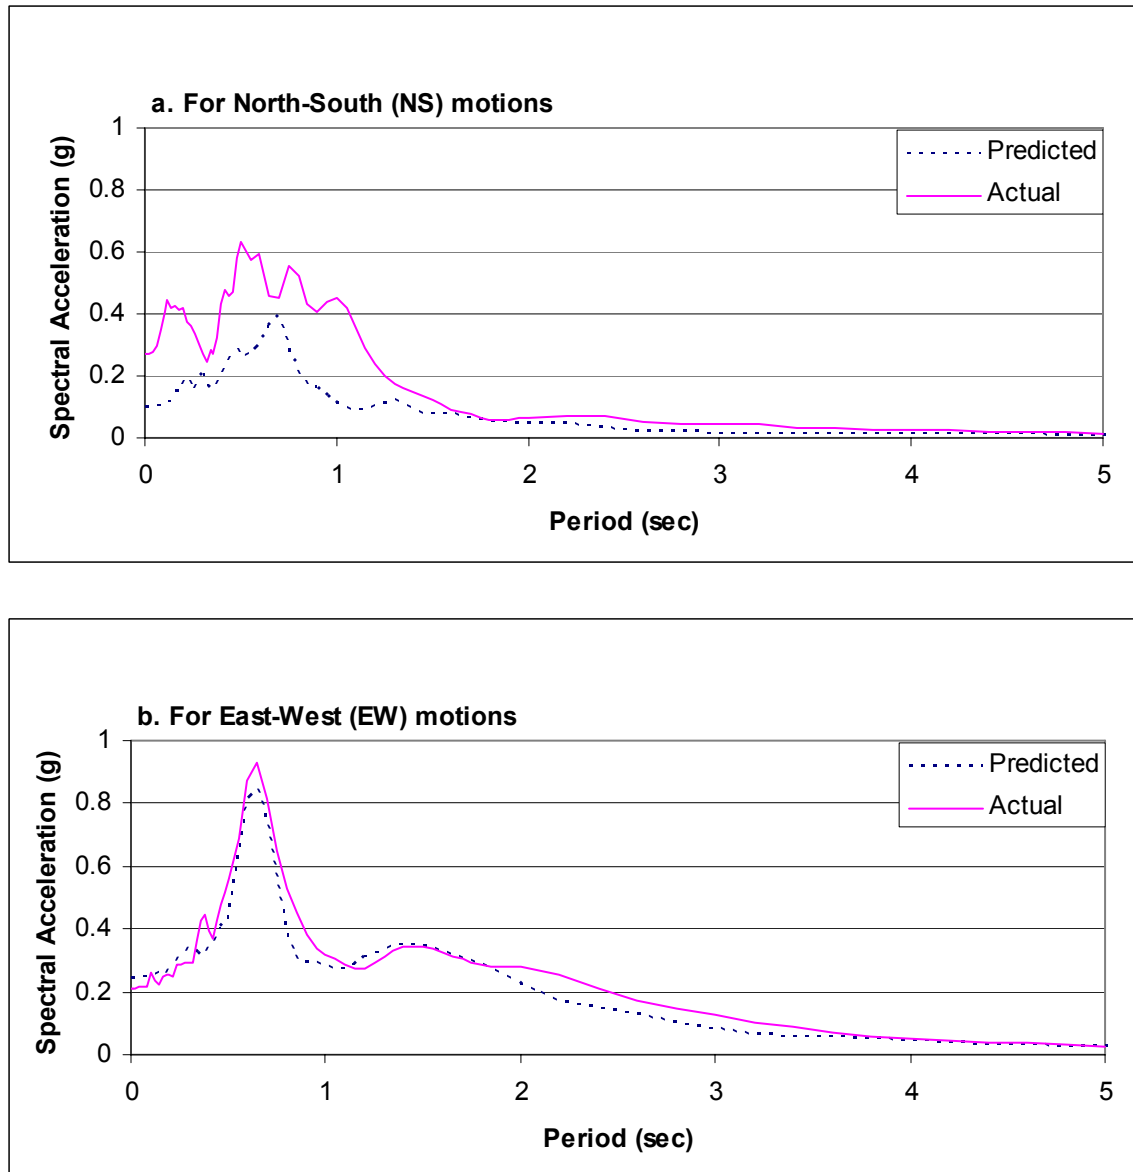 a. For North-South (NS) motions
1
0.8
0.6
0.4
0.2
0
Spectral Acceleration (g)
Predicted
Actual
0 1 2 3 4 5
Period (sec)
b. For East-West (EW) motions
1
0.8
0.6
0.4
0.2
0
Spectral Acceleration (g)
Predicted
Actual
0 1 2 3 4 5
Period (sec)